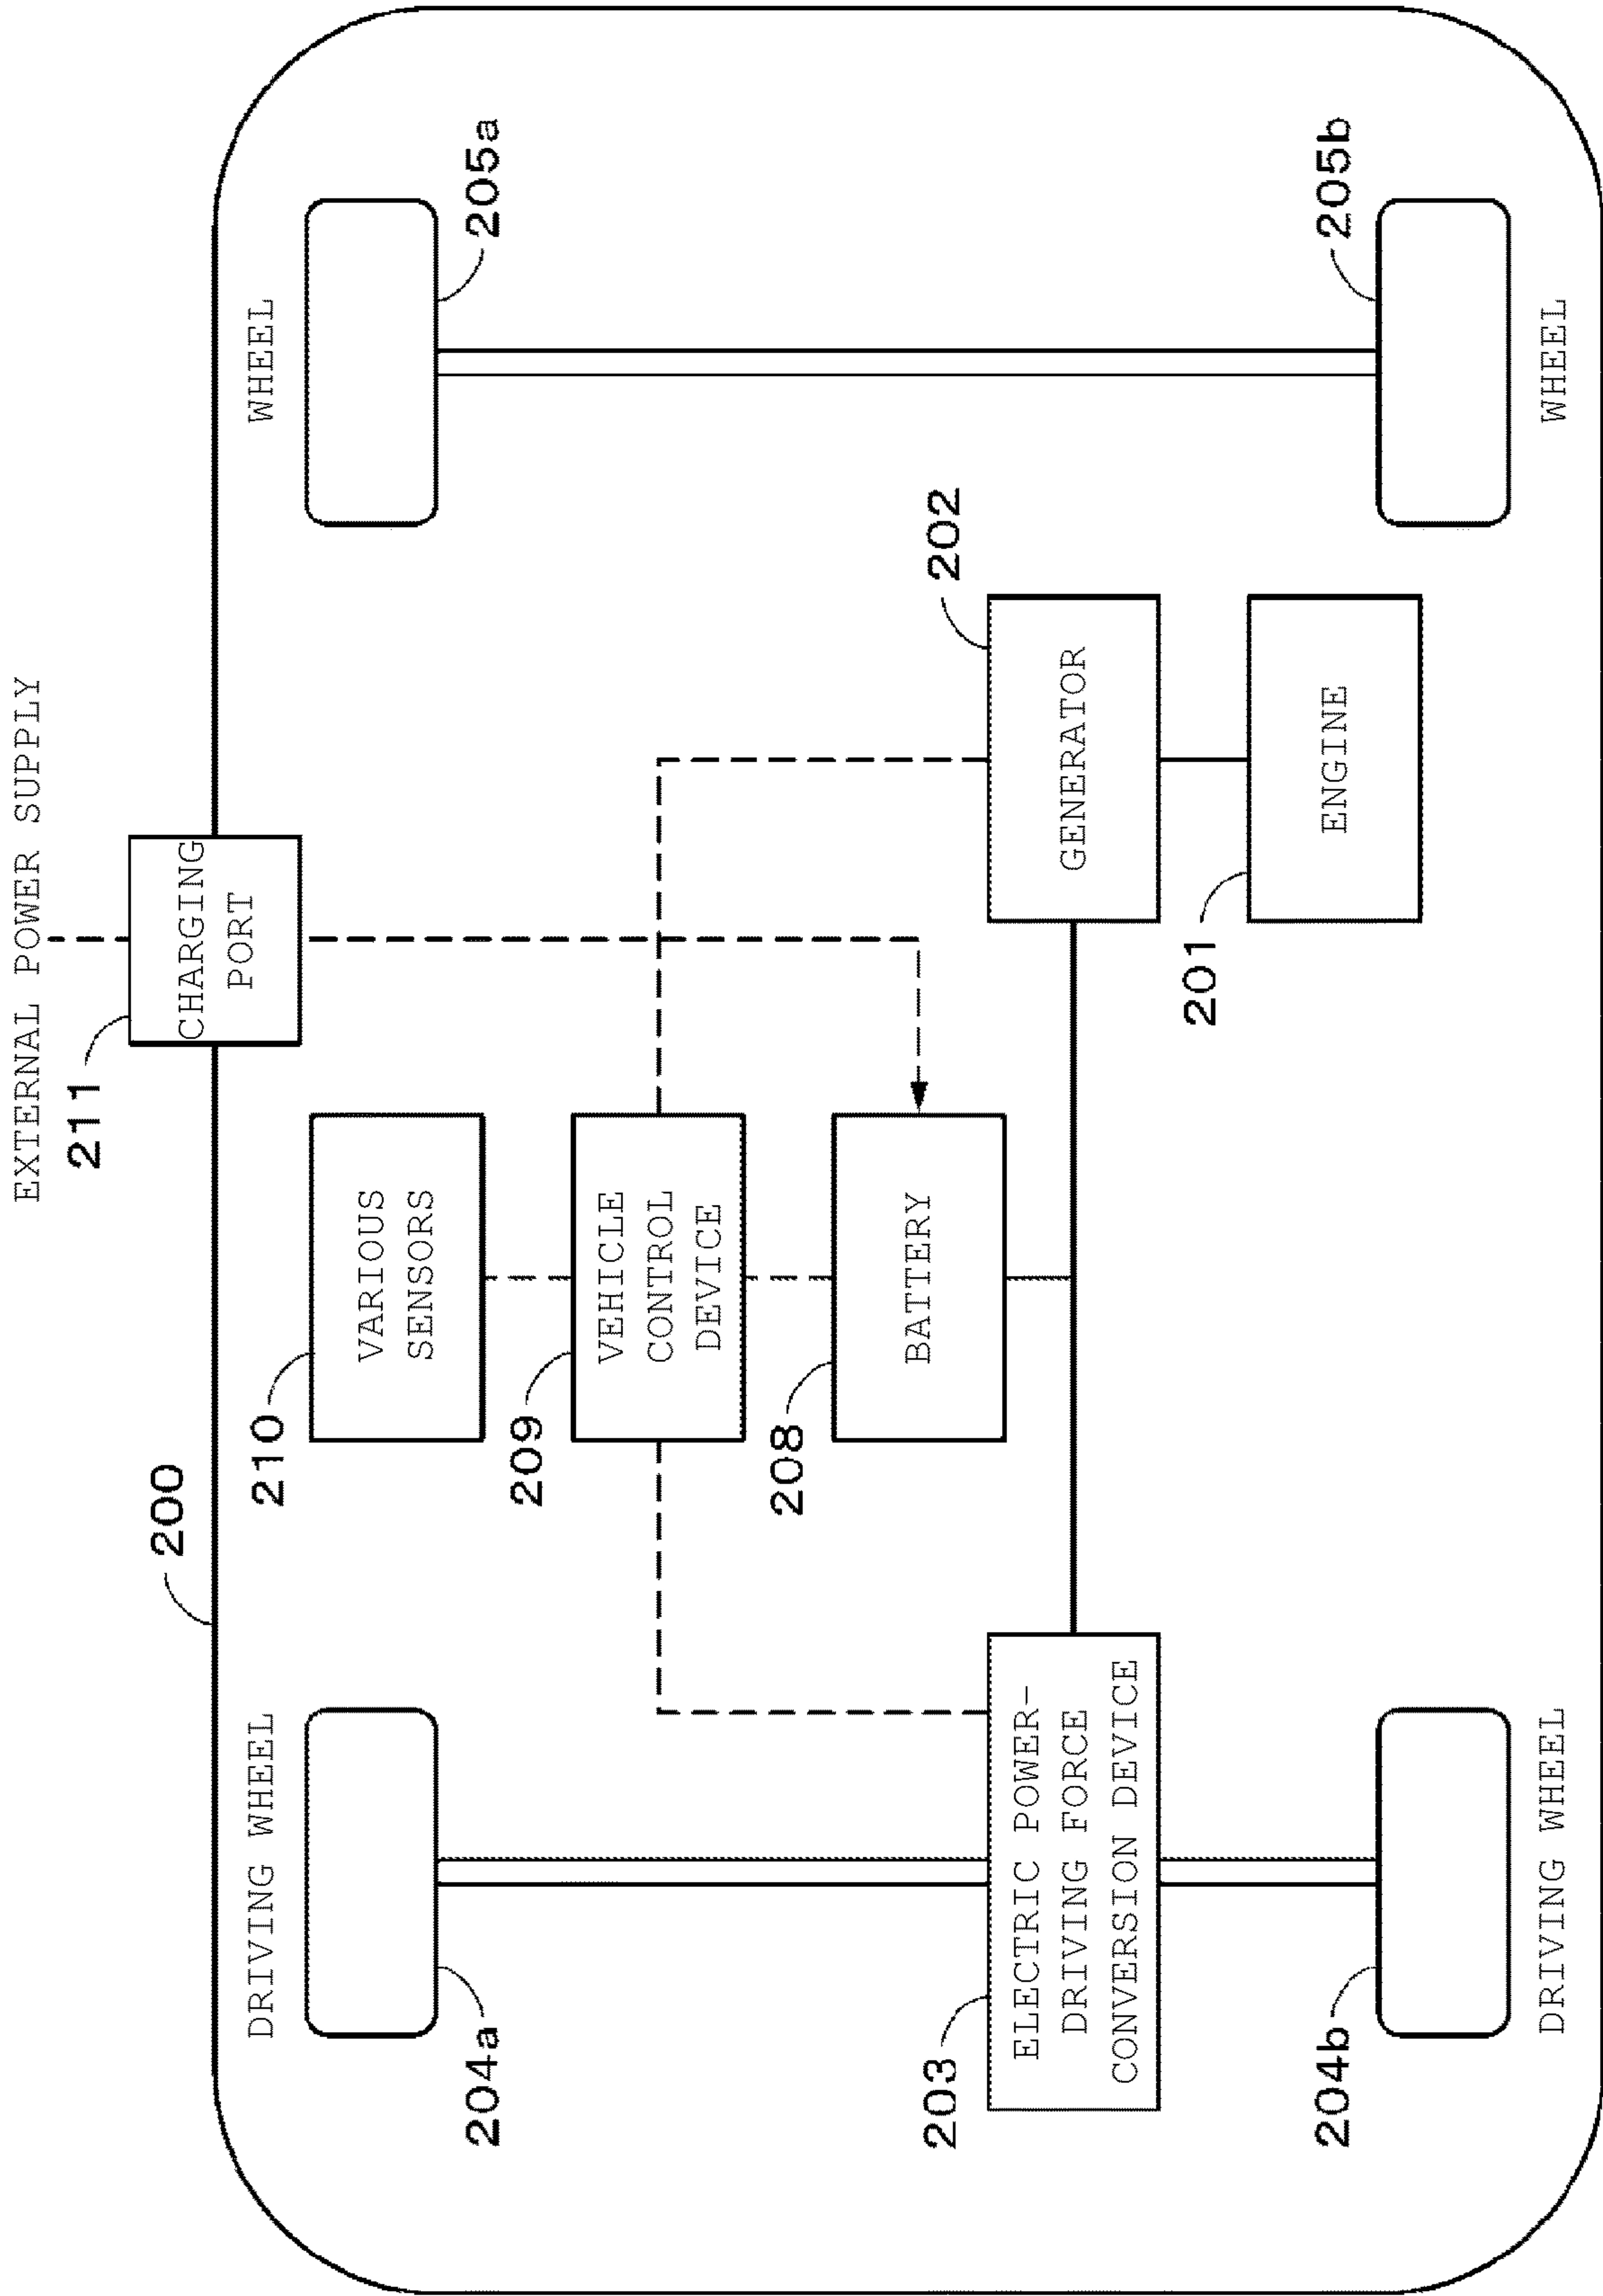 EXTERNAL POWER SUPPLY
211
CHARGING
PORT
200
DRIVING WHEEL
204a
210
VARIOUS
SENSORS
WHEEL
205a
209
VEHICLE
CONTROL
DEVICE
208
BATTERY
203
ELECTRIC POWER-
DRIVING FORCE
CONVERSION DEVICE
202
GENERATOR
201
ENGINE
204b
DRIVING WHEEL
205b
WHEEL